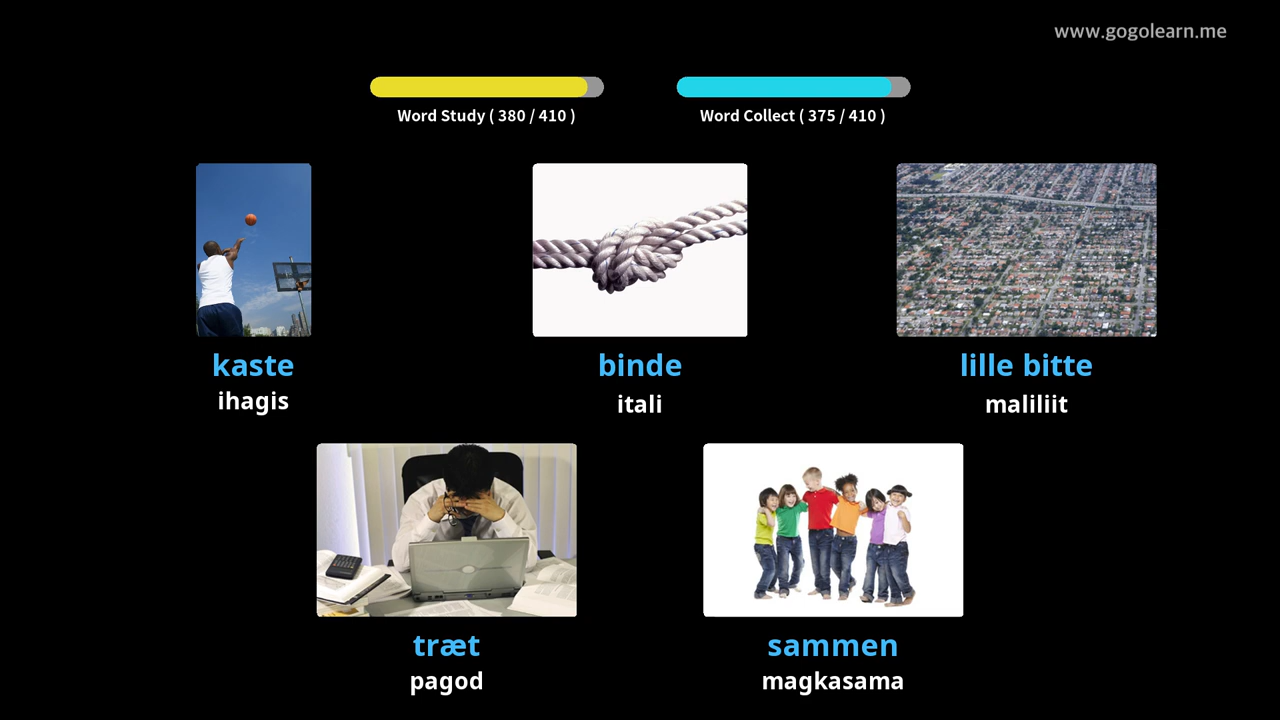 www.gogolearn.me
Word Study ( 380 / 410 )
Word Collect ( 375 / 410 )
kaste
ihagis
binde
itali
lille bitte
maliliit
træt
pagod
sammen
magkasama